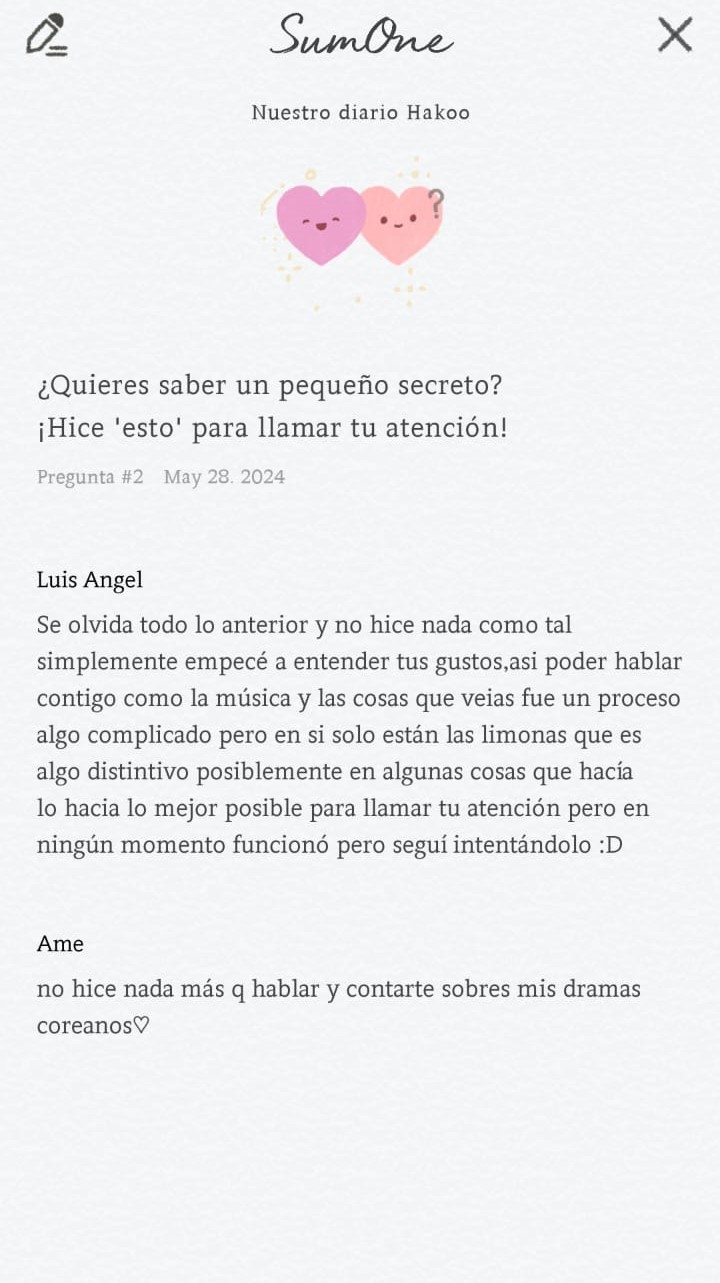 SumOne
Nuestro diario Hakoo
?
¿Quieres saber un pequeño secreto?
¡Hice 'esto' para llamar tu atención!
Pregunta #2 May 28. 2024
Luis Angel
Se olvida todo lo anterior y no hice nada como tal
simplemente empecé a entender tus gustos,asi poder hablar
contigo como la música y las cosas que veias fue un proceso
algo complicado pero en si solo están las limonas que es
algo distintivo posiblemente en algunas cosas que hacía
lo hacia lo mejor posible para llamar tu atención pero en
ningún momento funcionó pero seguí intentándolo :D
Ame
no hice nada más q hablar y contarte sobres mis dramas
coreanos♡